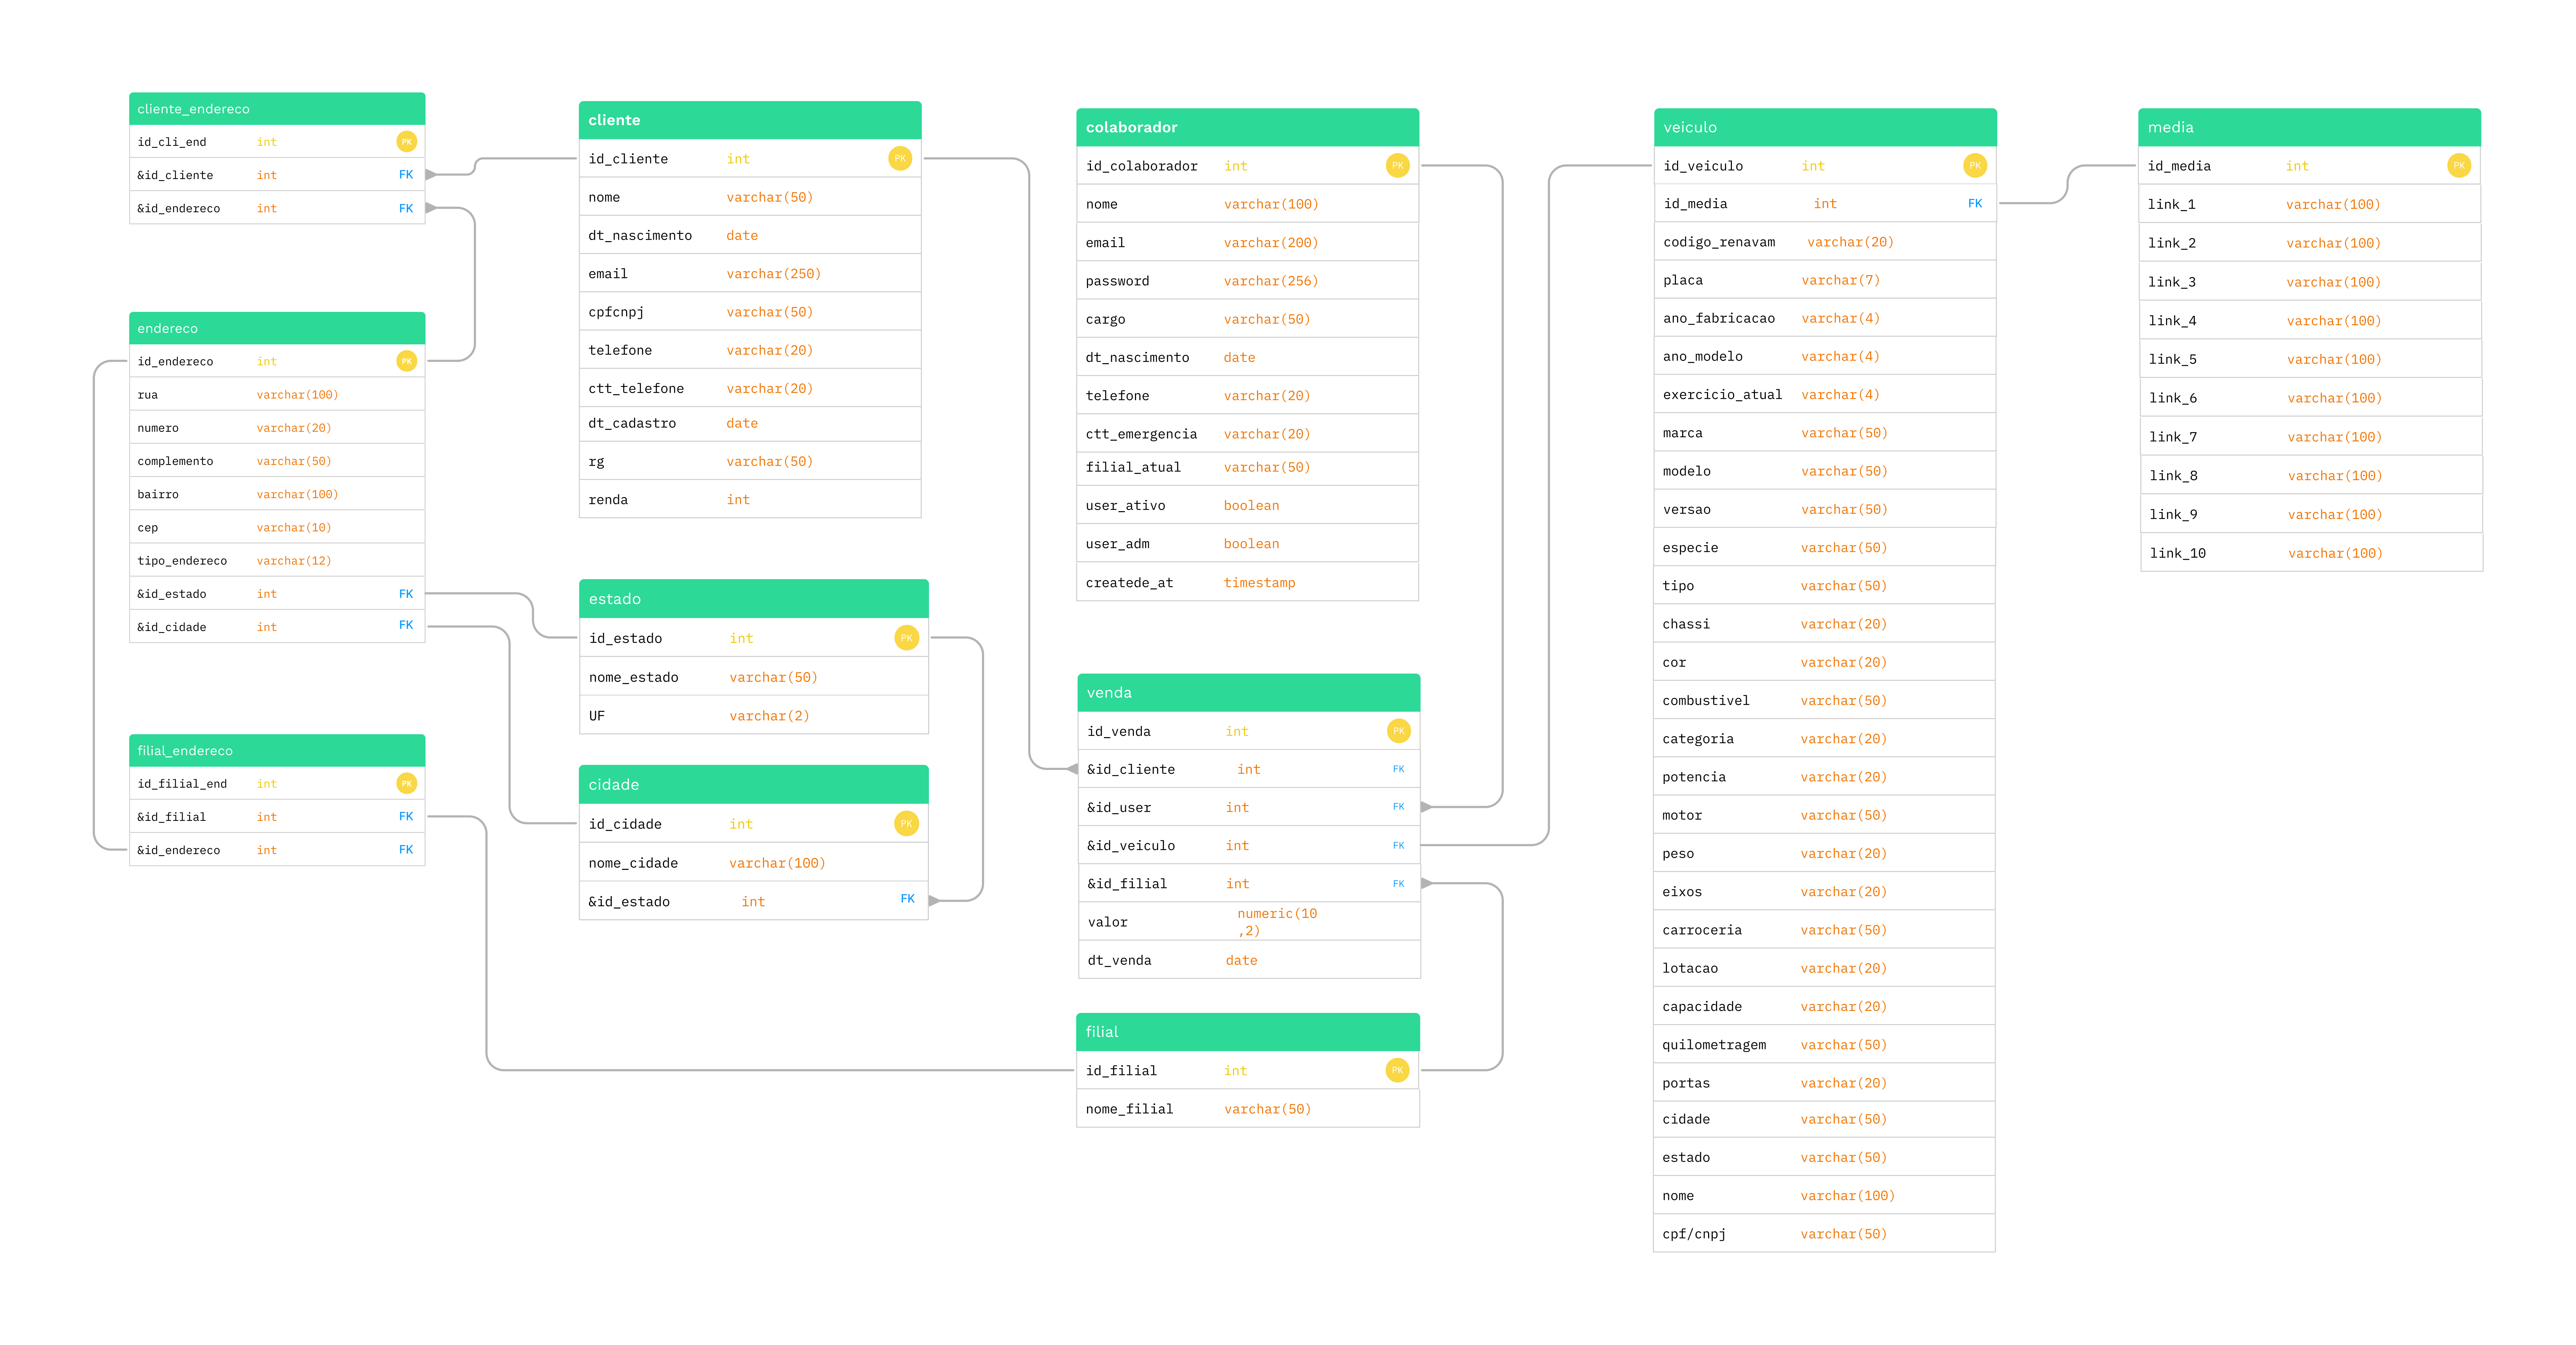 cliente_endereco
id_cli_end int PK
&id_cliente int FK
&id_endereco int FK
endereco
id_endereco int PK
rua varchar(100)
numero varchar(20)
complemento varchar(50)
bairro varchar(100)
cep varchar(10)
tipo_endereco varchar(12)
&id_estado int FK
&id_cidade int FK
filial_endereco
id_filial_end int PK
&id_filial int FK
&id_endereco int FK
cliente
id_cliente int PK
nome varchar(50)
dt_nascimento date
email varchar(250)
cpfcnpj varchar(50)
telefone varchar(20)
ctt_telefone varchar(20)
dt_cadastro date
rg varchar(50)
renda int
estado
id_estado int PK
nome_estado varchar(50)
UF varchar(2)
cidade
id_cidade int PK
nome_cidade varchar(100)
&id_estado int FK
colaborador
id_colaborador int PK
nome varchar(100)
email varchar(200)
password varchar(256)
cargo varchar(50)
dt_nascimento date
telefone varchar(20)
ctt_emergencia varchar(20)
filial_atual varchar(50)
user_ativo boolean
user_adm boolean
createde_at timestamp
venda
id_venda int PK
&id_cliente int FK
&id_user int FK
&id_veiculo int FK
&id_filial int FK
valor numeric(10
,2)
dt_venda date
filial
id_filial int PK
nome_filial varchar(50)
veiculo
id_veiculo int PK
id_media int FK
codigo_renavam varchar(20)
placa varchar(7)
ano_fabricacao varchar(4)
ano_modelo varchar(4)
exercicio_atual varchar(4)
marca varchar(50)
modelo varchar(50)
versao varchar(50)
especie varchar(50)
tipo varchar(50)
chassi varchar(20)
cor varchar(20)
combustivel varchar(50)
categoria varchar(20)
potencia varchar(20)
motor varchar(50)
peso varchar(20)
eixos varchar(20)
carroceria varchar(50)
lotacao varchar(20)
capacidade varchar(20)
quilometragem varchar(50)
portas varchar(20)
cidade varchar(50)
estado varchar(50)
nome varchar(100)
cpf/cnpj varchar(50)
media
id_media int PK
link_1 varchar(100)
link_2 varchar(100)
link_3 varchar(100)
link_4 varchar(100)
link_5 varchar(100)
link_6 varchar(100)
link_7 varchar(100)
link_8 varchar(100)
link_9 varchar(100)
link_10 varchar(100)